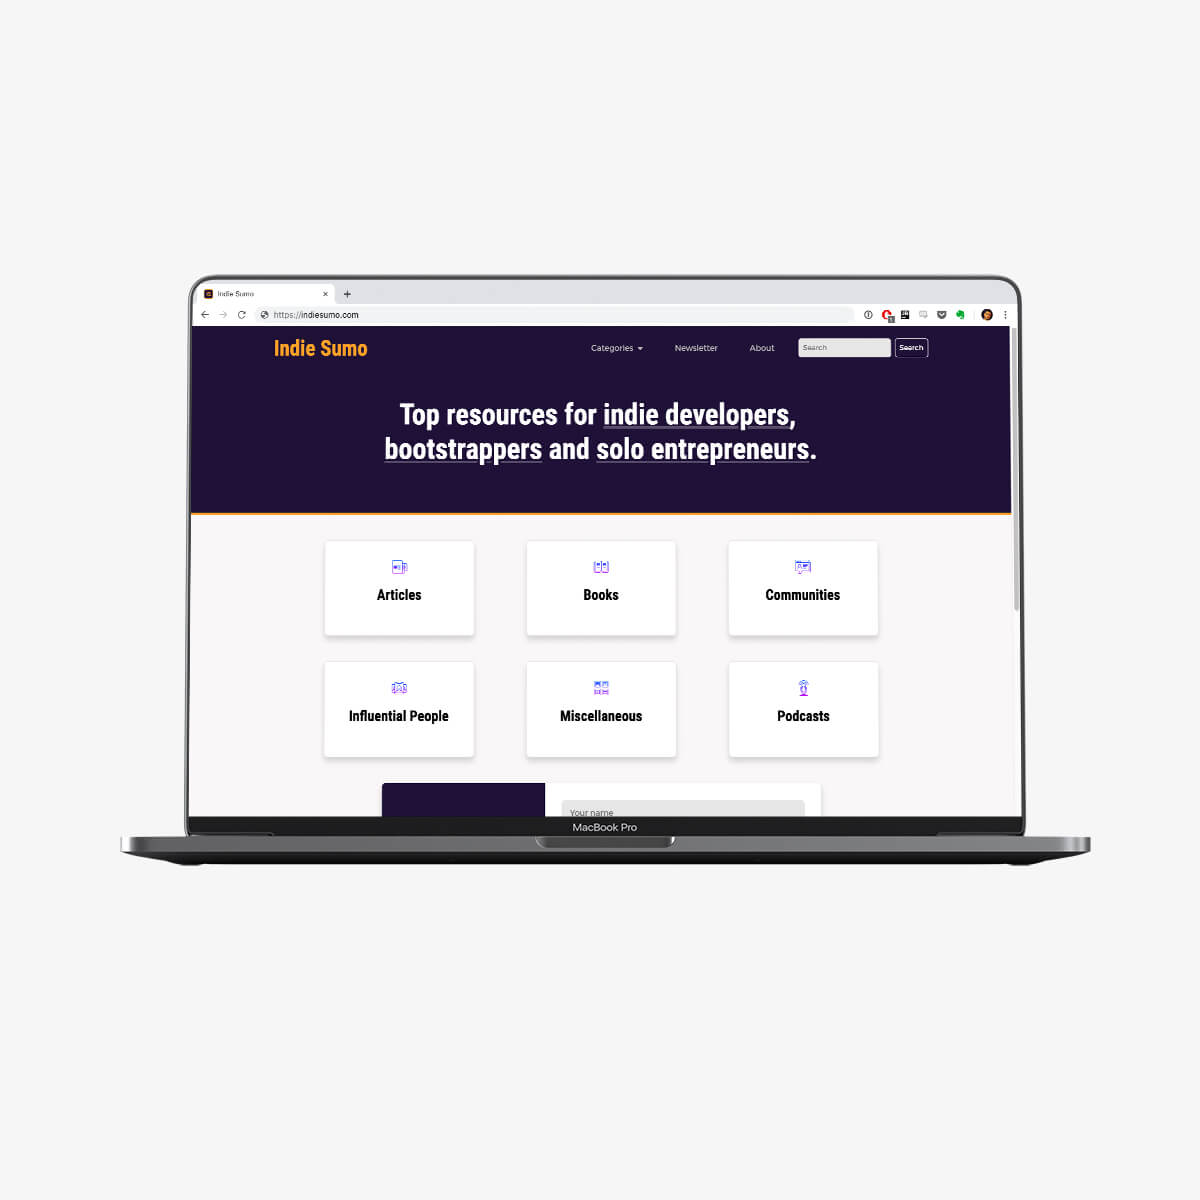 Indie Sumo
https://indiesumo.com
Indie Sumo
Categories
Newsletter
About
Search
Search
Top resources for indie developers,
bootstrappers and solo entrepreneurs.
Articles
Books
Communities
Influential People
Miscellaneous
Podcasts
Your name
MacBook Pro